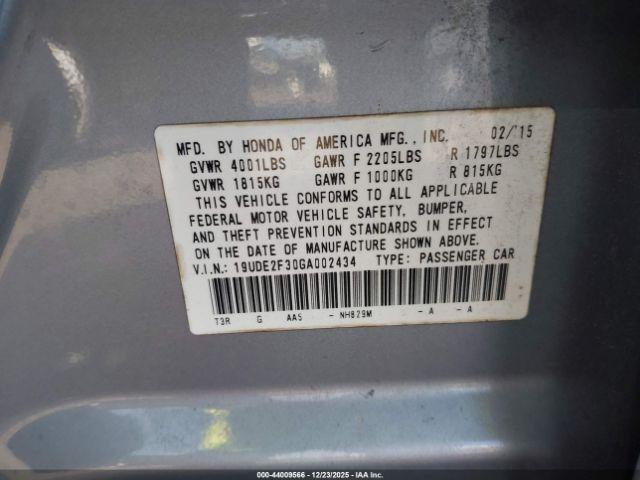 MFD. BY HONDA OF AMERICA MFG., INC. 02/'15
GVWR 4001LBS GAWR F 2205LBS R 1797LBS
GVWR 1815KG GAWR F 1000KG R 815KG
THIS VEHICLE CONFORMS TO ALL APPLICABLE
FEDERAL MOTOR VEHICLE SAFETY, BUMPER,
AND THEFT PREVENTION STANDARDS IN EFFECT
ON THE DATE OF MANUFACTURE SHOWN ABOVE.
V.I.N.: 19UDE2F30GA002434 TYPE: PASSENGER CAR
T3R G AAS - NH829M - A - A
000-44009566 - 12/23/2025 - IAA Inc.